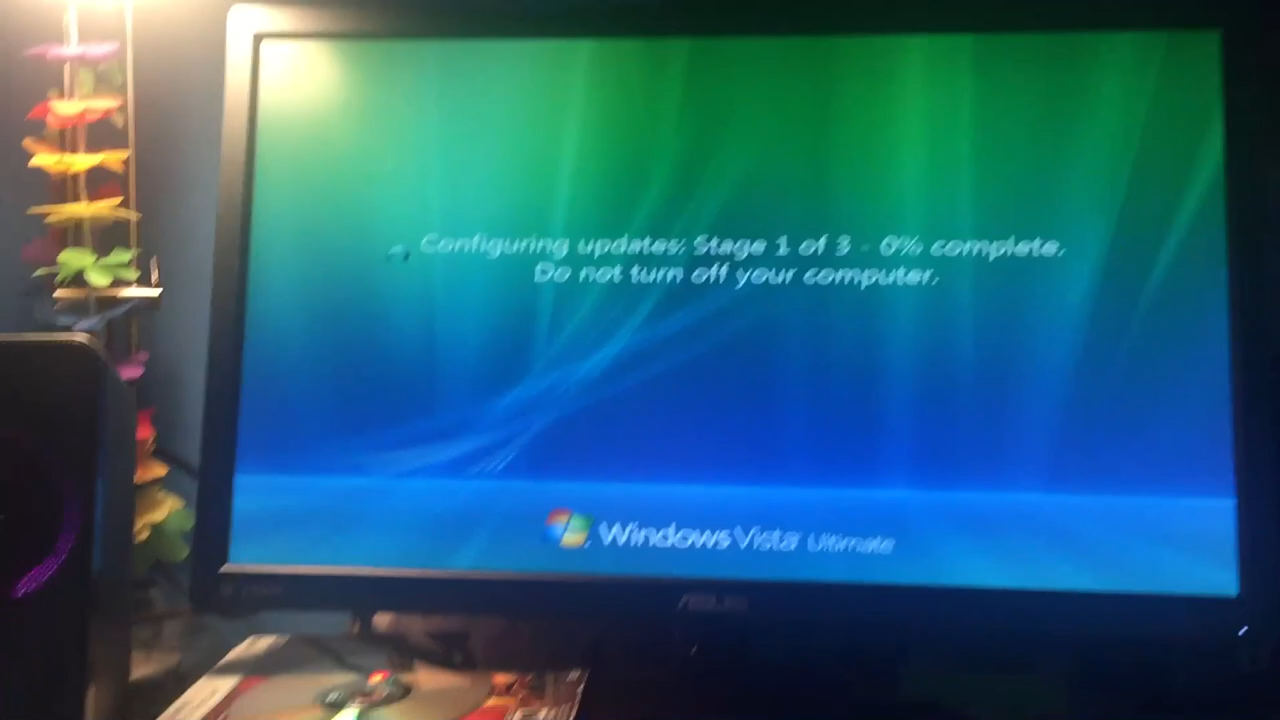 Configuring updates: Stage 1 of 3 - 0% complete.
Do not turn off your computer.
Windows Vista Ultimate
ASUS